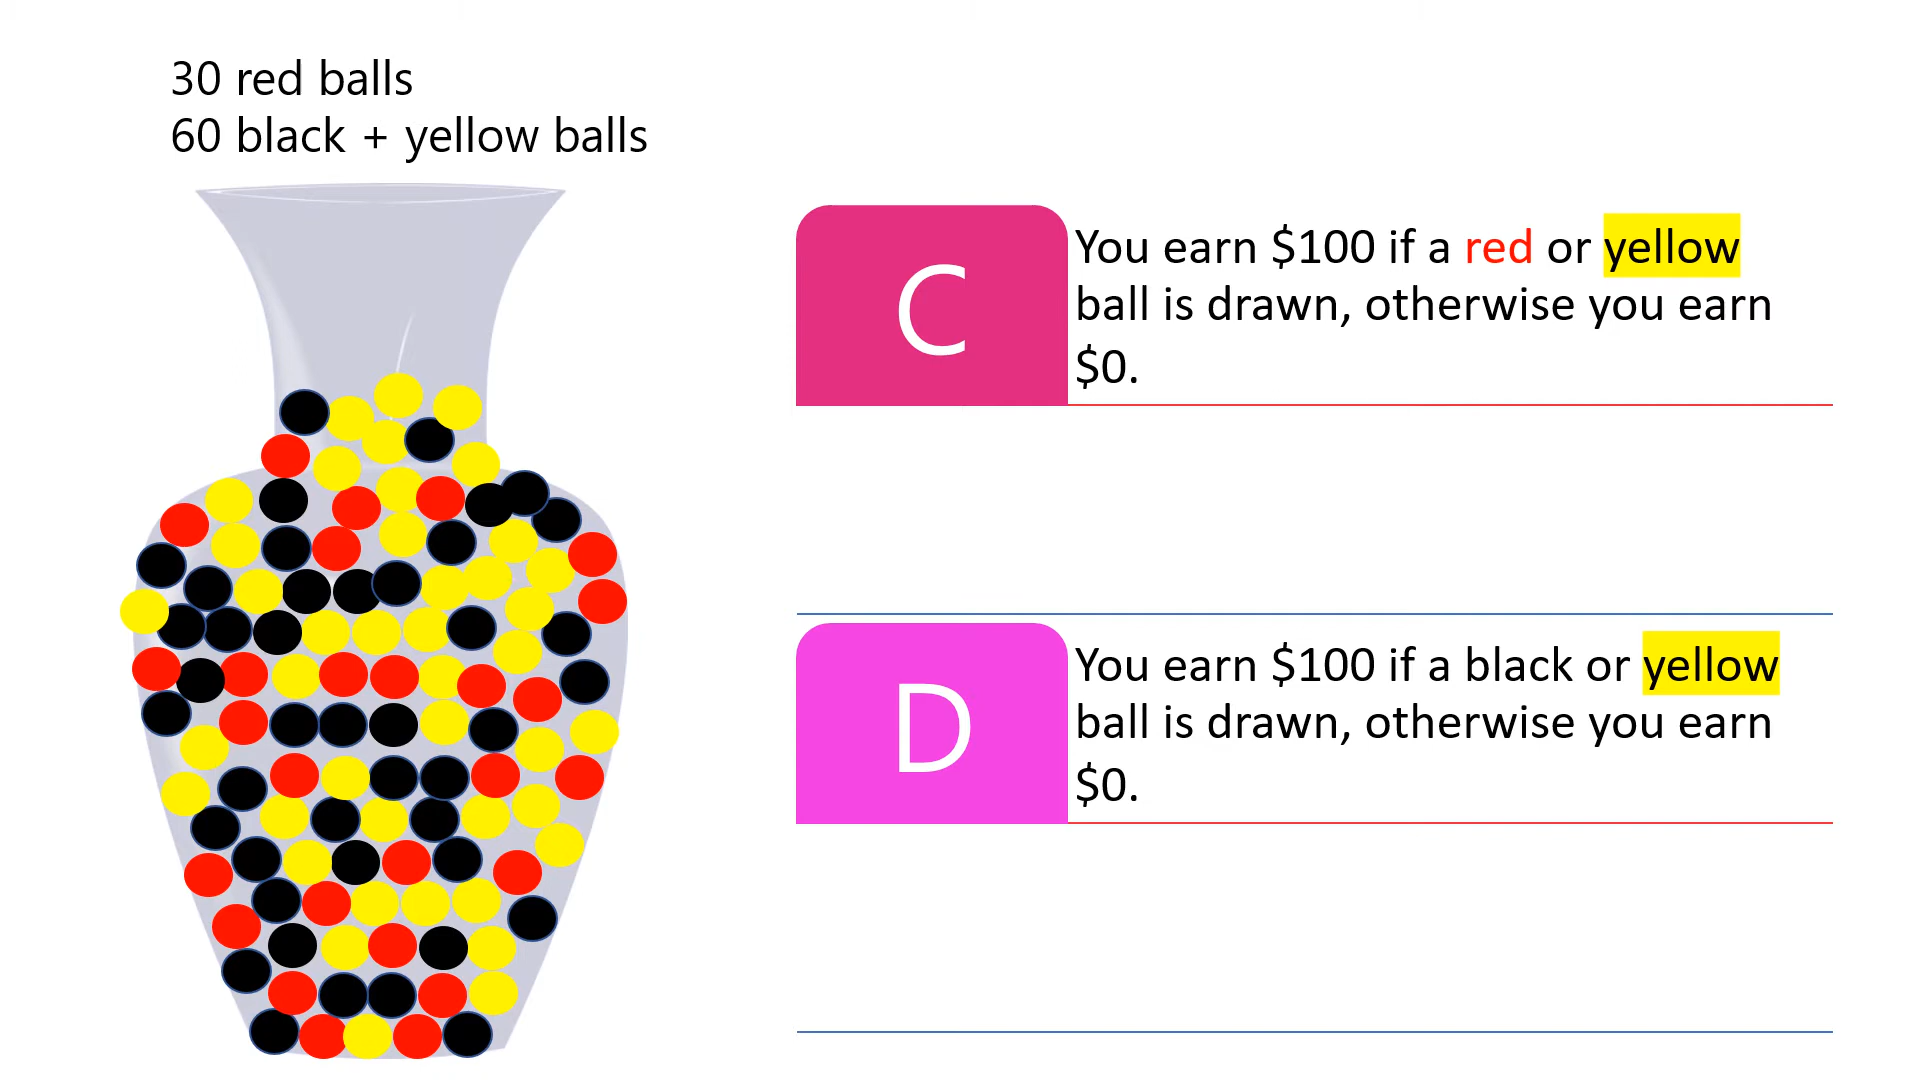 30 red balls
60 black + yellow balls
C
You earn $100 if a red or yellow
ball is drawn, otherwise you earn
$0.
D
You earn $100 if a black or yellow
ball is drawn, otherwise you earn
$0.